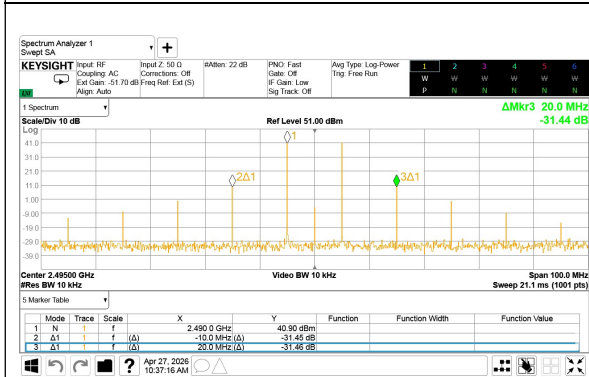 Spectrum Analyzer 1
Swept SA
+
KEYSIGHT Input: RF Input Z: 50 Ω #Atten: 22 dB PNO: Fast Avg Type: Log-Power 1 2 3 4 5 6
Coupling: AC Corrections: Off Gate: Off Trig: Free Run
Ext Gain: -51.70 dB Freq Ref: Ext (S) IF Gain: Low W W W W W W
Align: Auto Sig Track: Off P N N N N N
1 Spectrum ΔMkr3 20.0 MHz
Scale/Div 10 dB Ref Level 51.00 dBm -31.44 dB
Log
41.0
31.0
21.0
11.0
1.00
-9.00
-19.0
-29.0
-39.0
1
2Δ1
3Δ1
Center 2.49500 GHz Video BW 10 kHz Span 100.0 MHz
#Res BW 10 kHz Sweep 21.1 ms (1001 pts)
5 Marker Table
Mode Trace Scale X Y Function Function Width Function Value
1 N 1 f 2.490 0 GHz 40.90 dBm
2 Δ1 1 f (Δ) -10.0 MHz (Δ) -31.45 dB
3 Δ1 1 f (Δ) 20.0 MHz (Δ) -31.46 dB
? Apr 27, 2026
10:37:16 AM